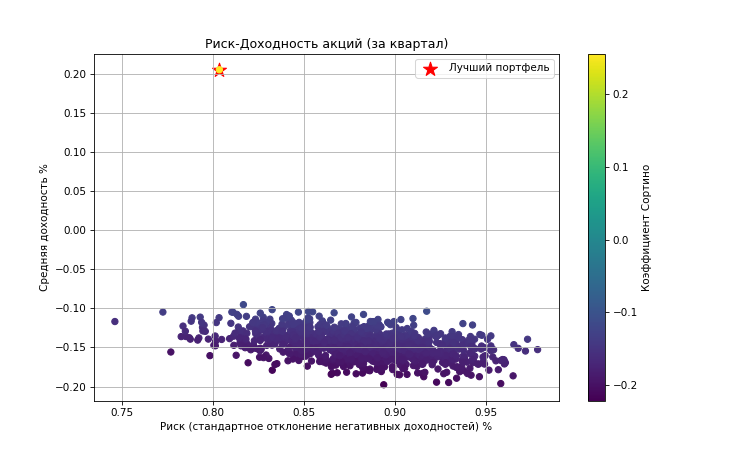 Риск-Доходность акций (за квартал)
Лучший портфель
Средняя доходность %
0.20
0.15
0.10
0.05
0.00
−0.05
−0.10
−0.15
−0.20
0.75 0.80 0.85 0.90 0.95
Риск (стандартное отклонение негативных доходностей) %
0.2
0.1
0.0
−0.1
−0.2
Коэффициент Сортино